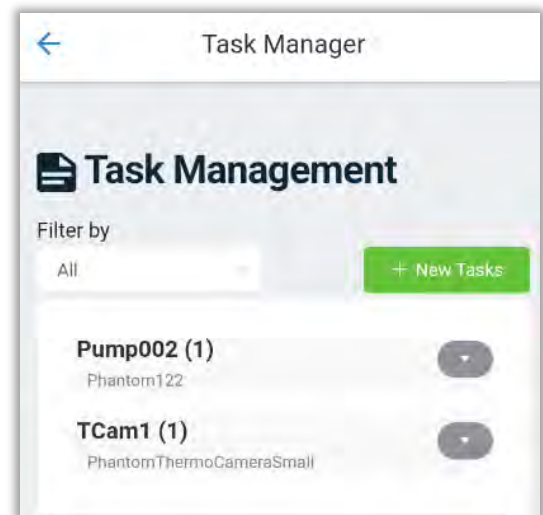 Task Manager
Task Management
Filter by
All
+ New Tasks
Pump002 (1)
Phantom122
TCam1 (1)
PhantomThermoCameraSmall